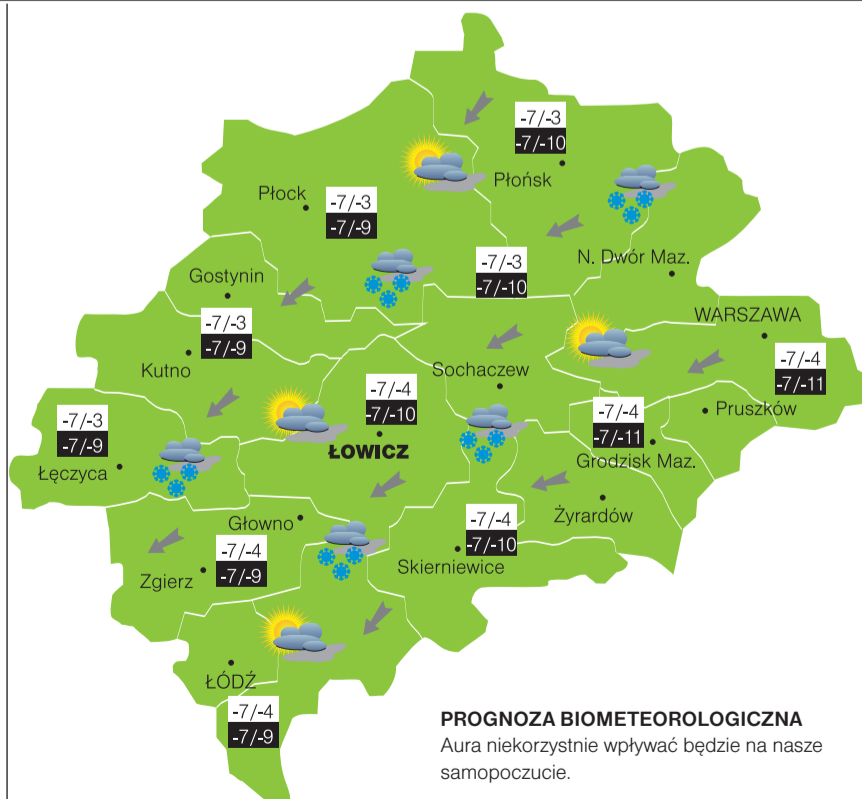 -7/-3
-7/-10
Płońsk
Płock
-7/-3
-7/-9
N. Dwór Maz.
-7/-3
-7/-10
Gostynin
-7/-3
-7/-9
Kutno
WARSZAWA
-7/-4
-7/-11
Sochaczew
-7/-4
-7/-10
ŁOWICZ
Pruszków
-7/-4
-7/-11
Grodzisk Maz.
-7/-3
-7/-9
Łęczyca
Żyrardów
Głowno
-7/-4
-7/-10
Skierniewice
-7/-4
-7/-9
Zgierz
ŁÓDŹ
-7/-4
-7/-9
PROGNOZA BIOMETEOROLOGICZNA
Aura niekorzystnie wpływać będzie na nasze
samopoczucie.